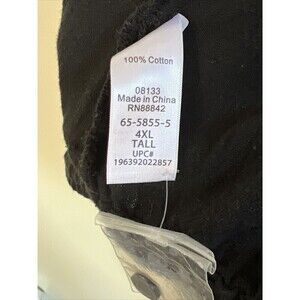 100% Cotton
08133
Made in China
RN88842
65-5855-5
4XL
TALL
UPC#
196392022857